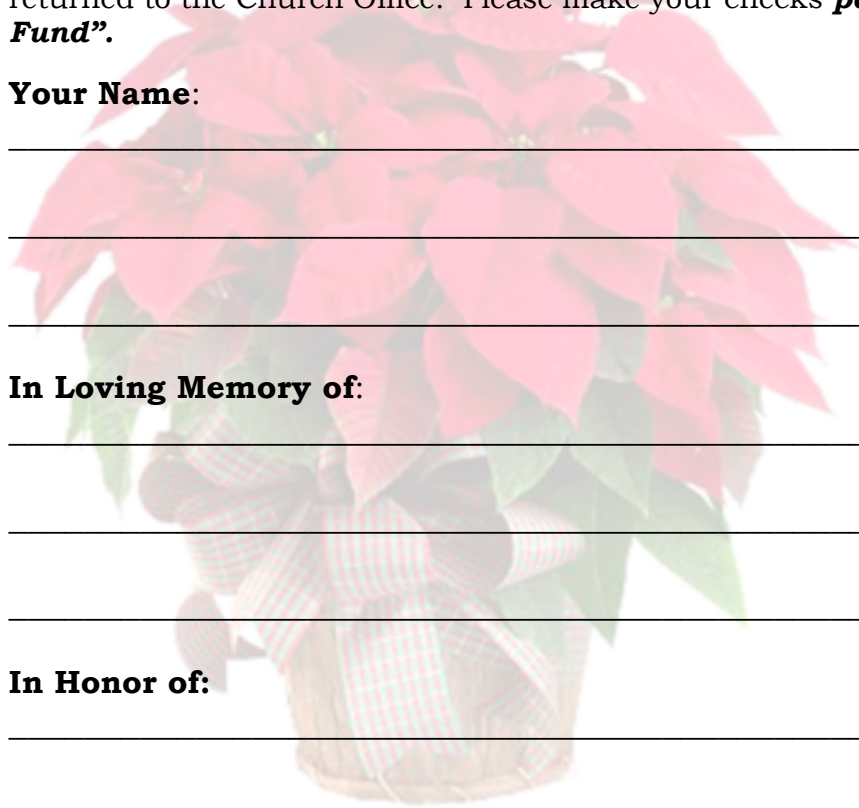 returned to the Church Office. Please make your checks
Fund”.
Your Name:
In Loving Memory of:
In Honor of: